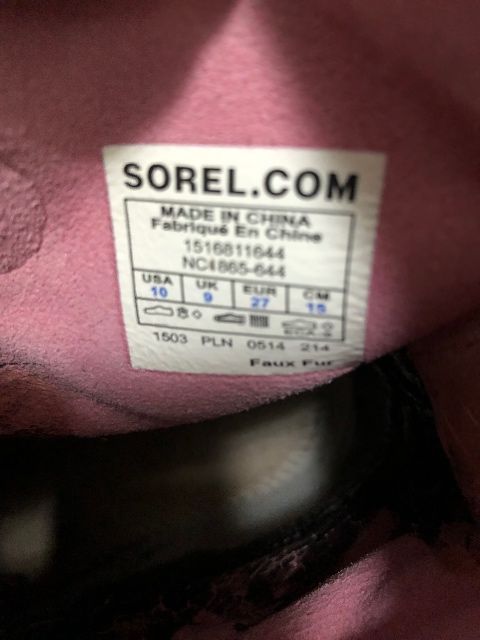 SOREL.COM
MADE IN CHINA
Fabriqué En Chine
1516811644
NC4865-644
USA UK EUR CM
10 9 27 15
1503 PLN 0514 214
Faux Fur